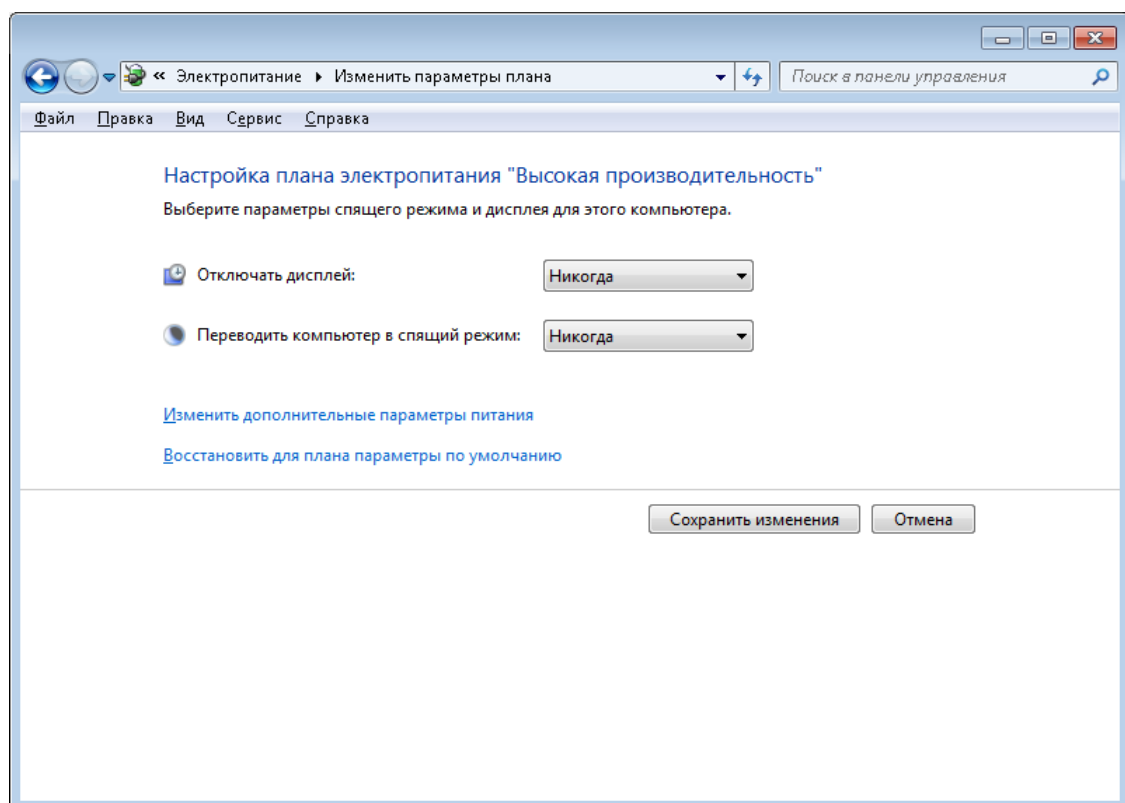 « Электропитание Изменить параметры плана Поиск в панели управления
Файл Правка Вид Сервис Справка
Настройка плана электропитания "Высокая производительность"
Выберите параметры спящего режима и дисплея для этого компьютера.
Отключать дисплей: Никогда
Переводить компьютер в спящий режим: Никогда
Изменить дополнительные параметры питания
Восстановить для плана параметры по умолчанию
Сохранить изменения Отмена